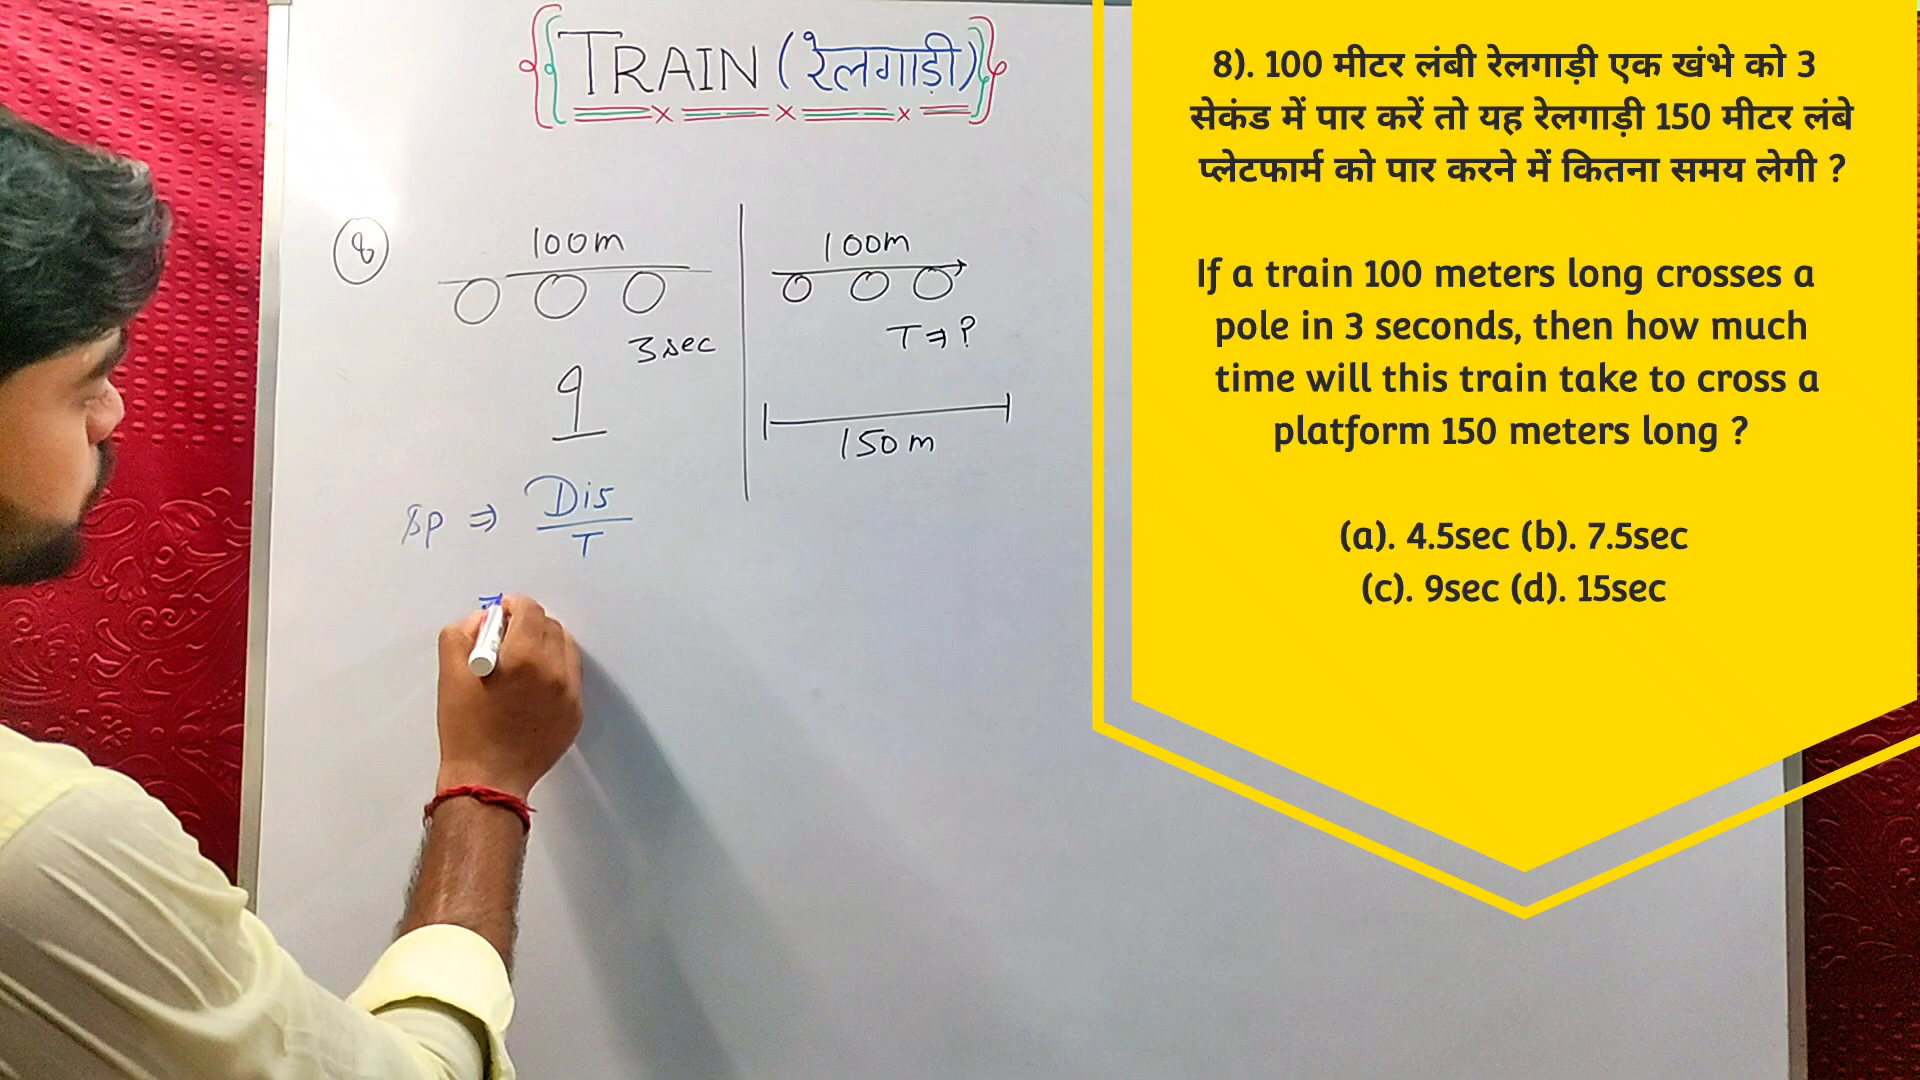 TRAIN (रेलगाड़ी)
8
100m
3sec
100m
T ⇒ ?
150m
Sp ⇒ Dis
T
8). 100 मीटर लंबी रेलगाड़ी एक खंभे को 3
सेकंड में पार करें तो यह रेलगाड़ी 150 मीटर लंबे
प्लेटफार्म को पार करने में कितना समय लेगी ?
If a train 100 meters long crosses a
pole in 3 seconds, then how much
time will this train take to cross a
platform 150 meters long ?
(a). 4.5sec (b). 7.5sec
(c). 9sec (d). 15sec